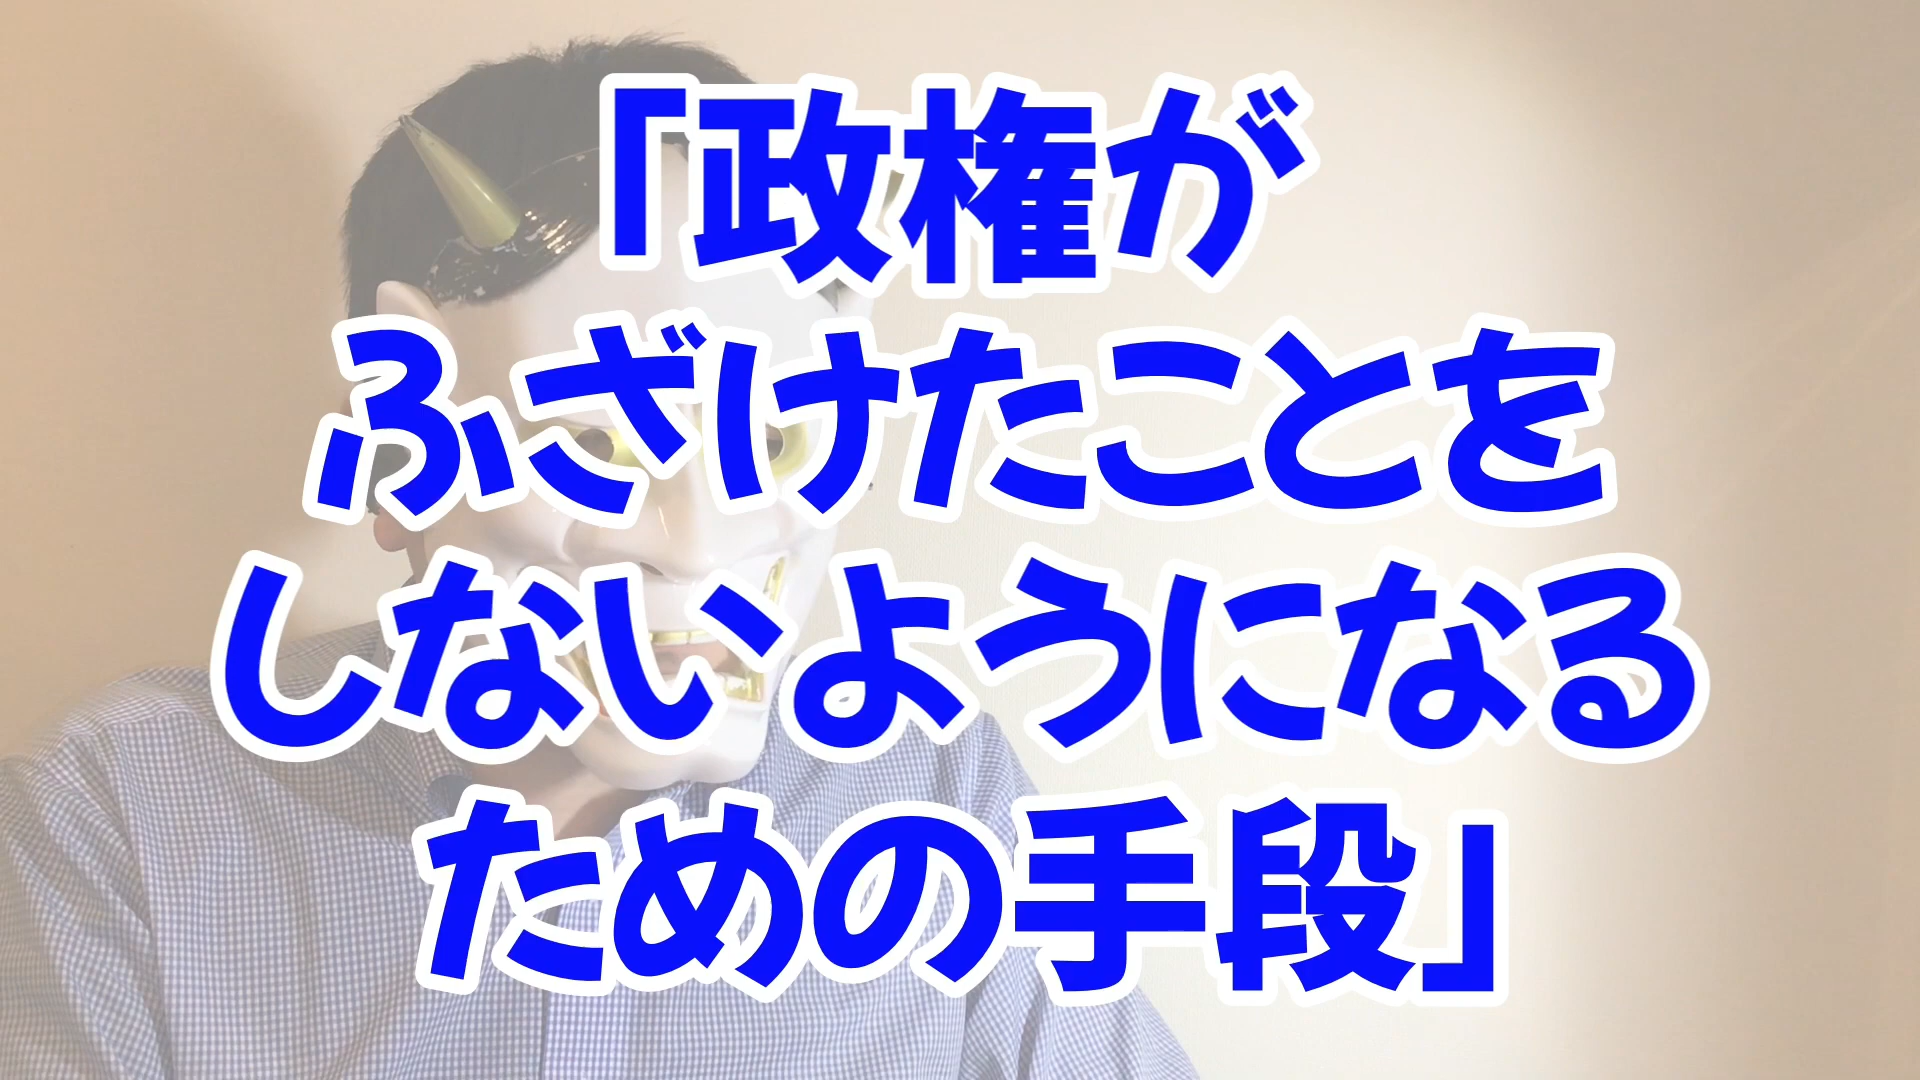 「政権が
ふざけたことを
しないようになる
ための手段」